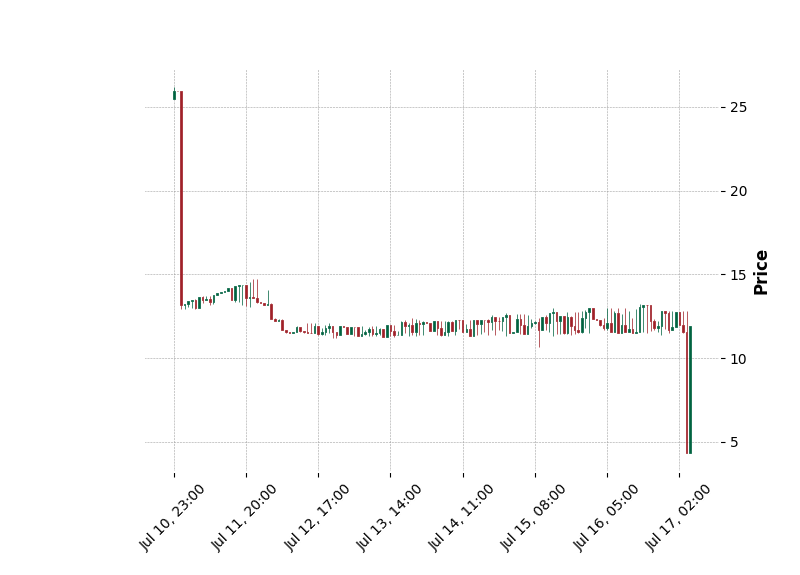 25
20
15
10
5
Price
Jul 10, 23:00
Jul 11, 20:00
Jul 12, 17:00
Jul 13, 14:00
Jul 14, 11:00
Jul 15, 08:00
Jul 16, 05:00
Jul 17, 02:00